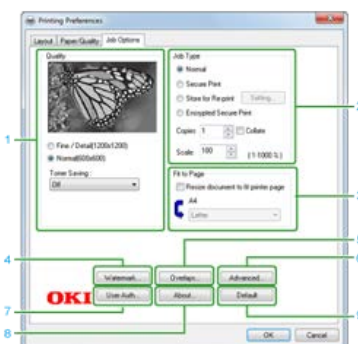 Printing Preferences
Layout Paper/Quality Job Options
Quality
Job Type
Normal
Secure Print
Store for Re-print Setting...
Encrypted Secure Print
Copies: 1 Collate
Scale: 100 (1-1000 %)
1
2
Fine / Detail(1200x1200)
Normal(600x600)
Toner Saving :
Off
Fit to Page
Resize document to fit printer page
A4
Letter
3
4
5
6
Watermark... Overlays... Advanced...
OKI
User Auth... About... Default
7
8
9
OK Cancel